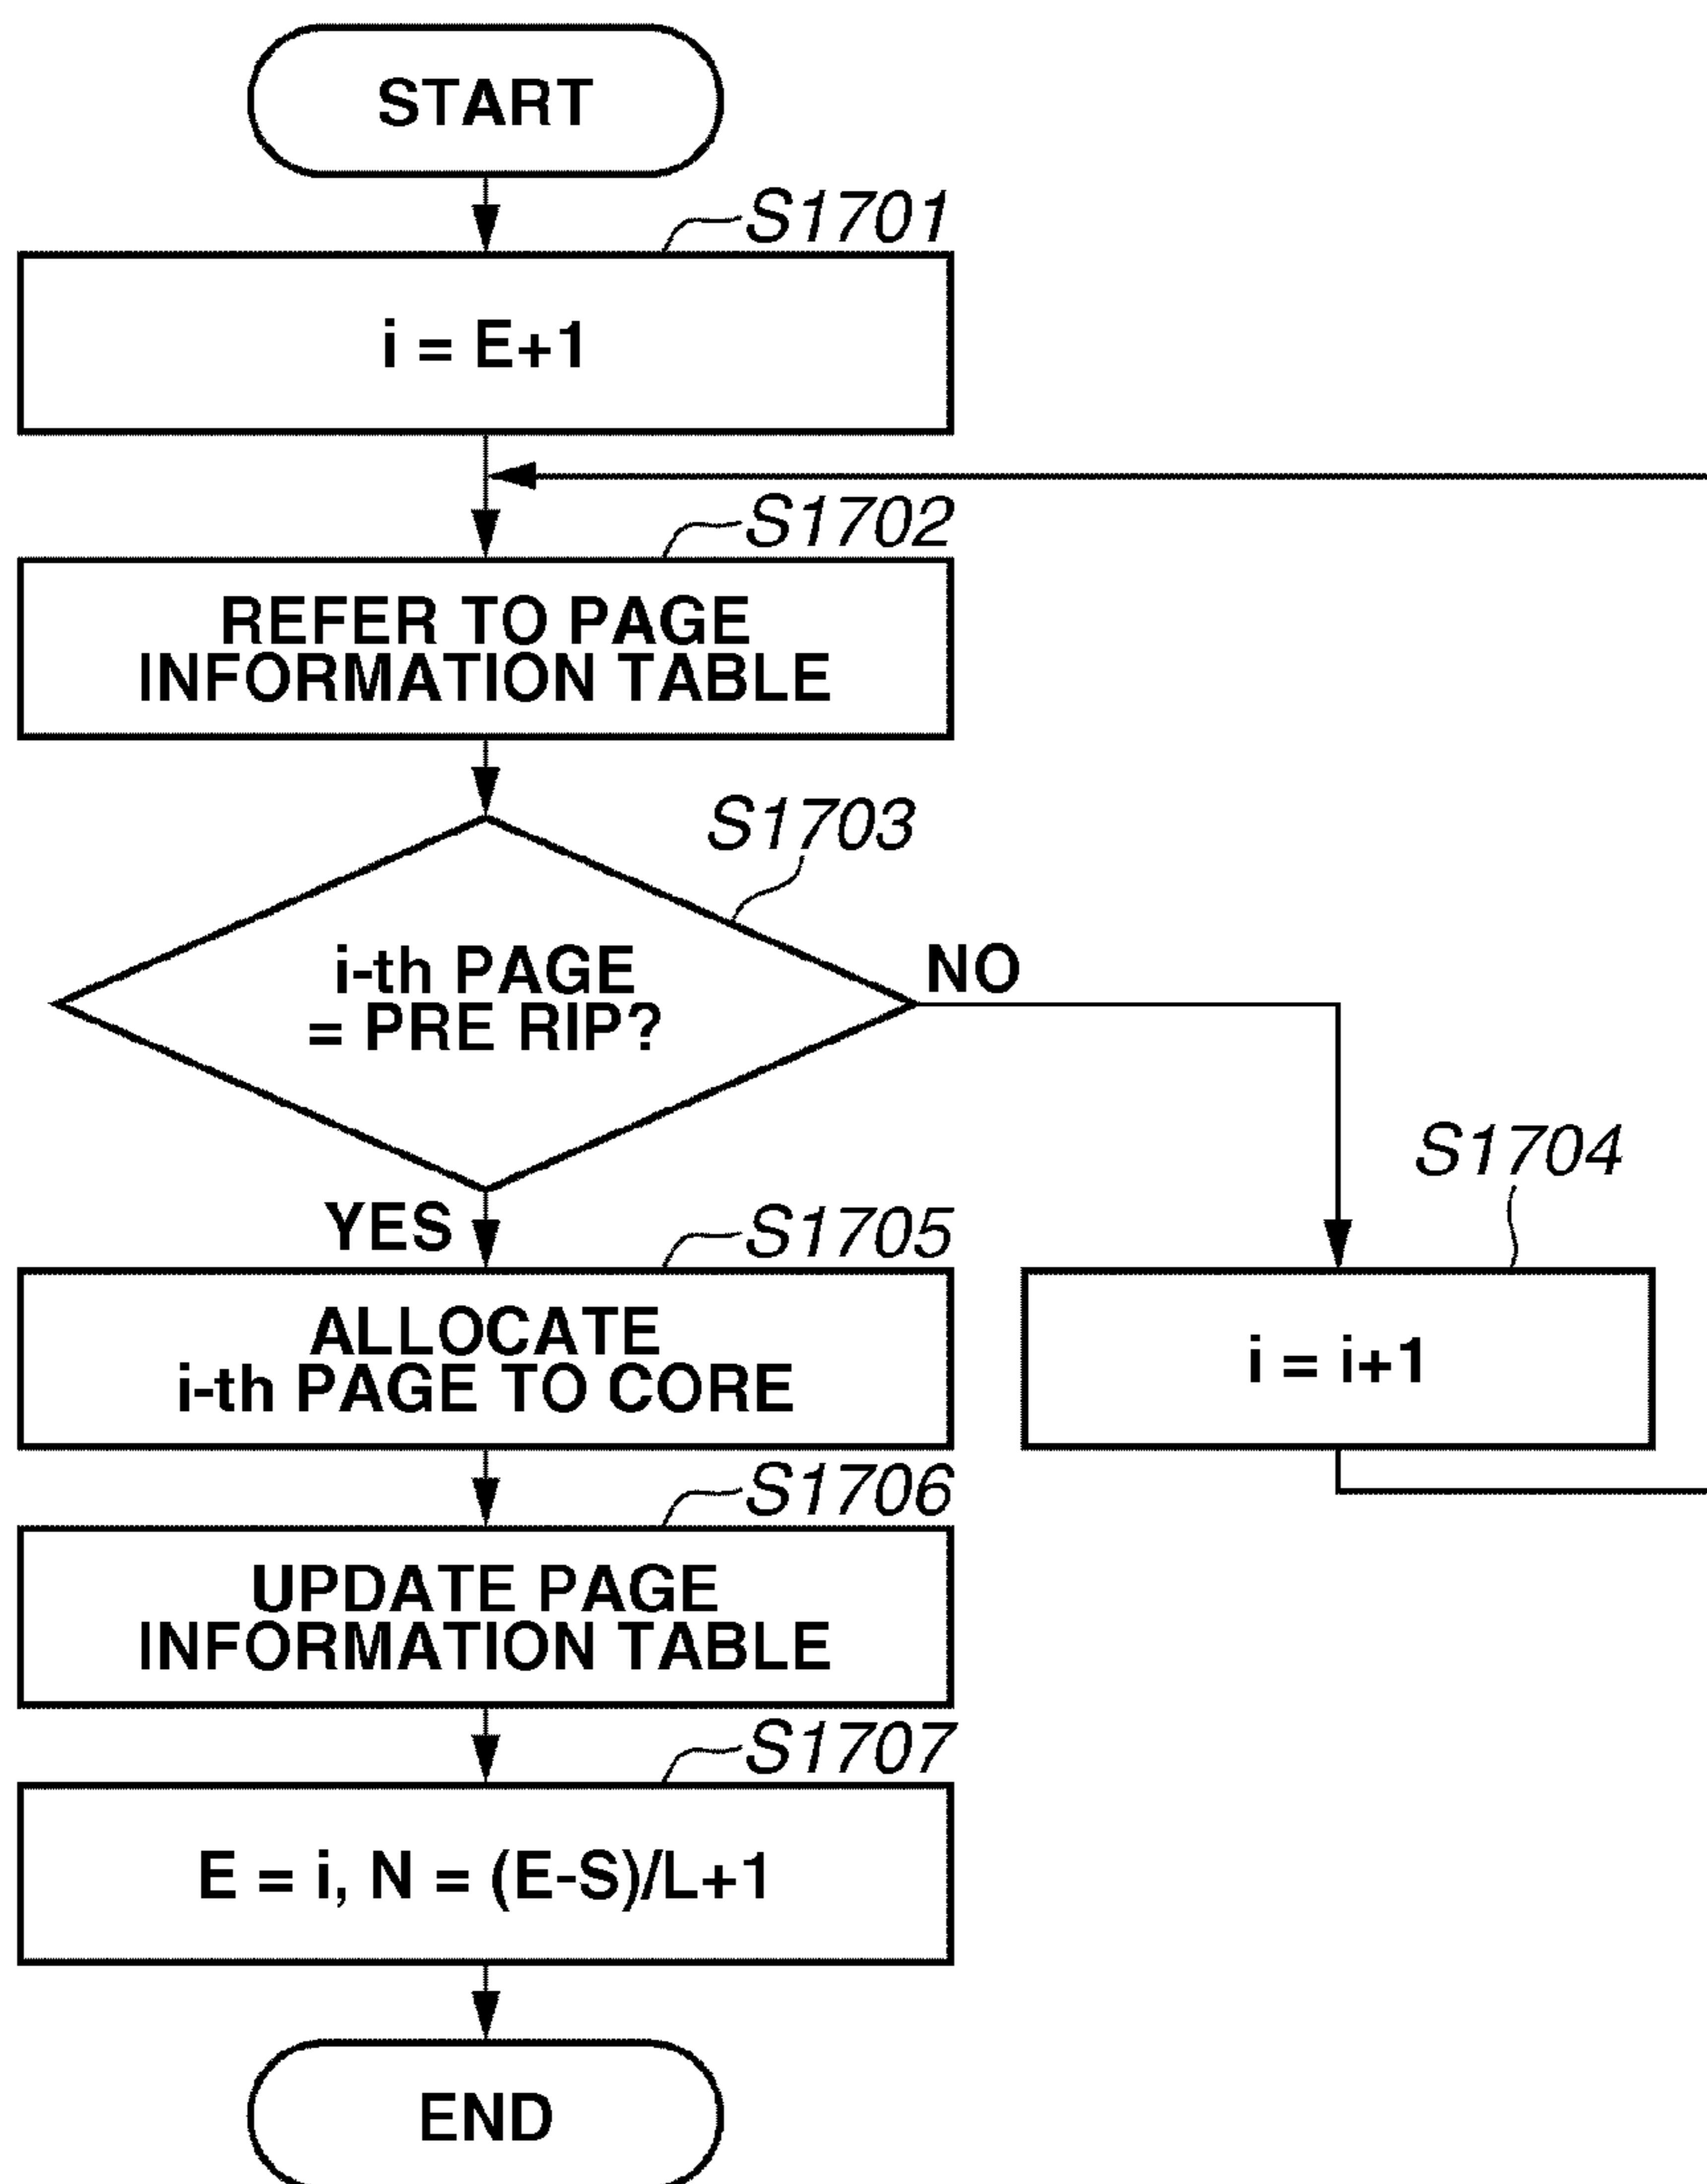 START
S1701
i = E+1
S1702
REFER TO PAGE
INFORMATION TABLE
S1703
i-th PAGE
= PRE RIP?
NO
YES
S1704
i = i+1
S1705
ALLOCATE
i-th PAGE TO CORE
S1706
UPDATE PAGE
INFORMATION TABLE
S1707
E = i, N = (E-S)/L+1
END